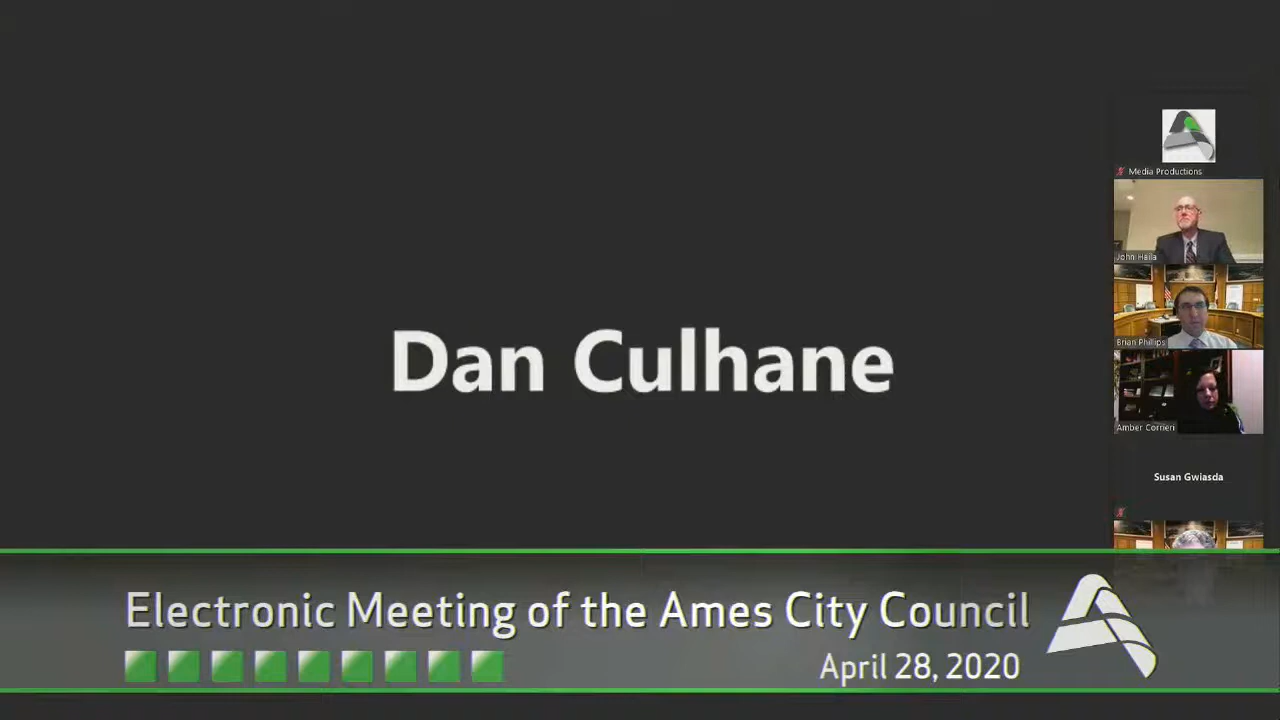 Media Productions
John Haila
Brian Phillips
Dan Culhane
Amber Corrieri
Susan Gwiasda
Electronic Meeting of the Ames City Council
April 28, 2020